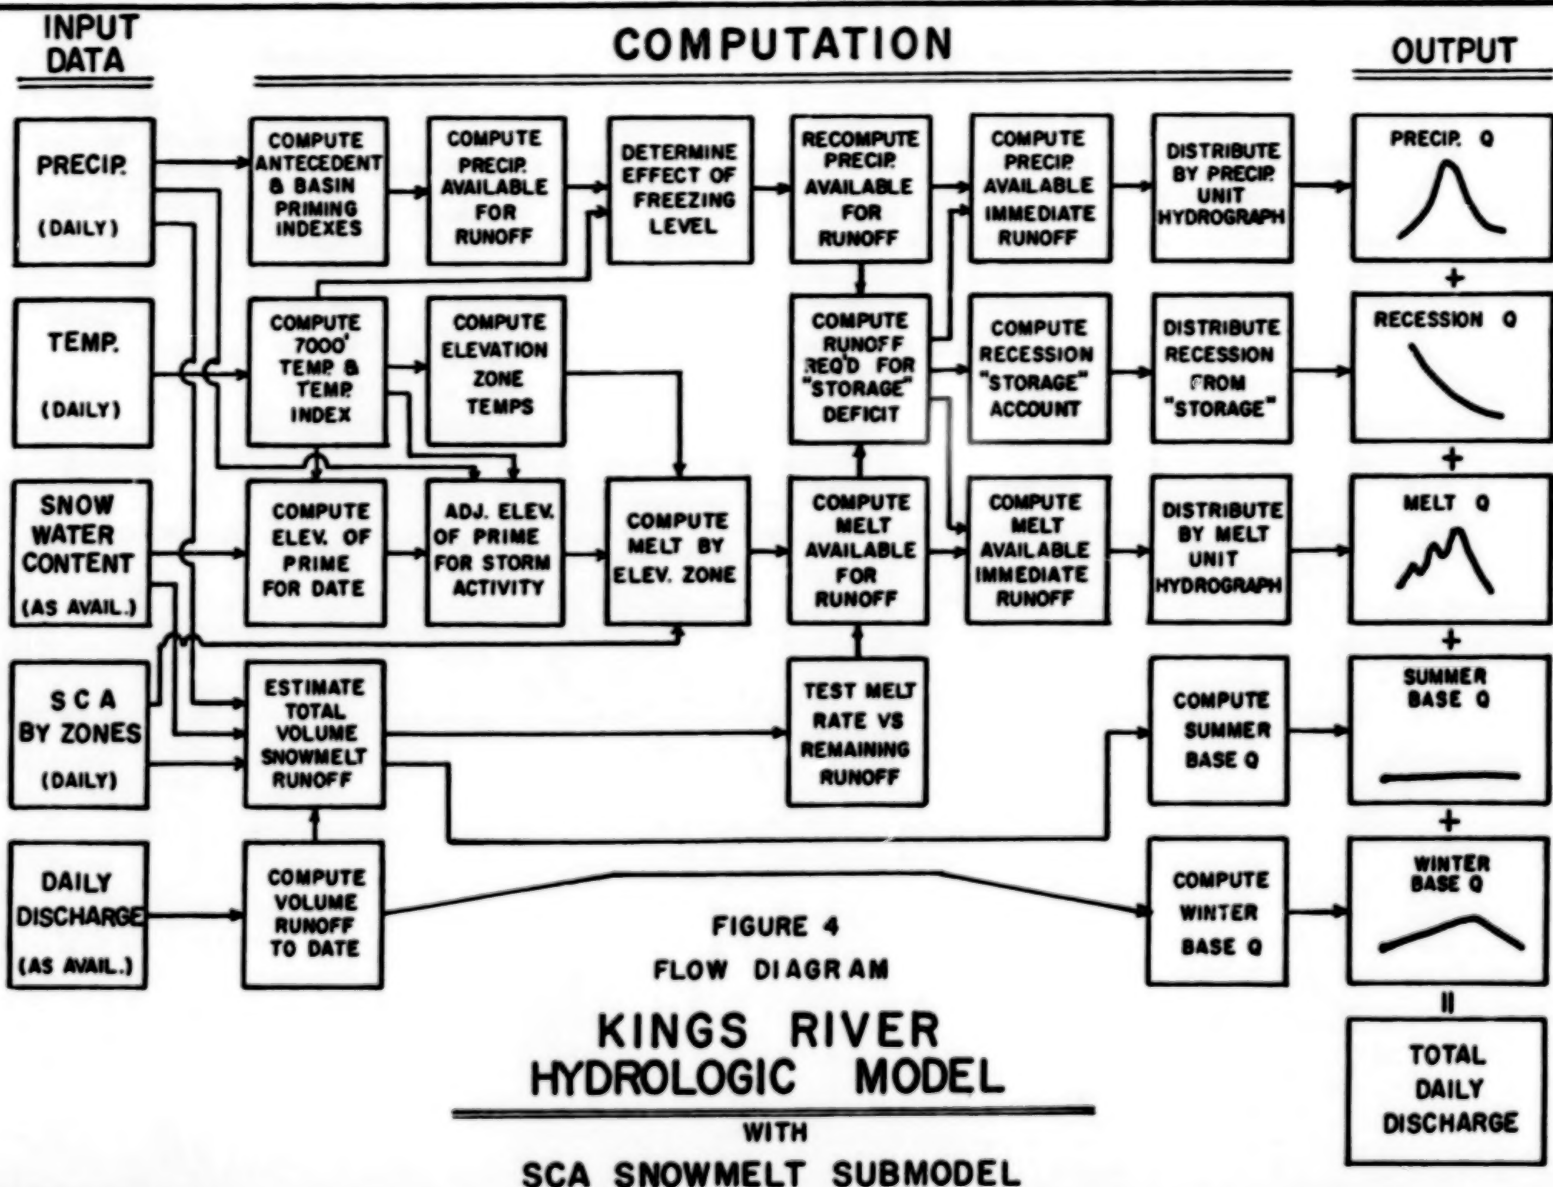 INPUT
DATA
COMPUTATION
OUTPUT
PRECIP.
(DAILY)
COMPUTE
ANTECEDENT
& BASIN
PRIMING
INDEXES
COMPUTE
PRECIP.
AVAILABLE
FOR
RUNOFF
DETERMINE
EFFECT OF
FREEZING
LEVEL
RECOMPUTE
PRECIP.
AVAILABLE
FOR
RUNOFF
COMPUTE
PRECIP.
AVAILABLE
IMMEDIATE
RUNOFF
DISTRIBUTE
BY PRECIP.
UNIT
HYDROGRAPH
PRECIP. Q
+
TEMP.
(DAILY)
COMPUTE
7000'
TEMP. &
TEMP.
INDEX
COMPUTE
ELEVATION
ZONE
TEMPS
COMPUTE
RUNOFF
REQ'D FOR
"STORAGE"
DEFICIT
COMPUTE
RECESSION
"STORAGE"
ACCOUNT
DISTRIBUTE
RECESSION
FROM
"STORAGE"
RECESSION Q
+
SNOW
WATER
CONTENT
(AS AVAIL.)
COMPUTE
ELEV. OF
PRIME
FOR DATE
ADJ. ELEV.
OF PRIME
FOR STORM
ACTIVITY
COMPUTE
MELT BY
ELEV. ZONE
COMPUTE
MELT
AVAILABLE
FOR
RUNOFF
COMPUTE
MELT
AVAILABLE
IMMEDIATE
RUNOFF
DISTRIBUTE
BY MELT
UNIT
HYDROGRAPH
MELT Q
+
S C A
BY ZONES
(DAILY)
ESTIMATE
TOTAL
VOLUME
SNOWMELT
RUNOFF
TEST MELT
RATE VS
REMAINING
RUNOFF
COMPUTE
SUMMER
BASE Q
SUMMER
BASE Q
+
DAILY
DISCHARGE
(AS AVAIL.)
COMPUTE
VOLUME
RUNOFF
TO DATE
COMPUTE
WINTER
BASE Q
WINTER
BASE Q
=
TOTAL
DAILY
DISCHARGE
FIGURE 4
FLOW DIAGRAM
KINGS RIVER
HYDROLOGIC MODEL
WITH
SCA SNOWMELT SUBMODEL